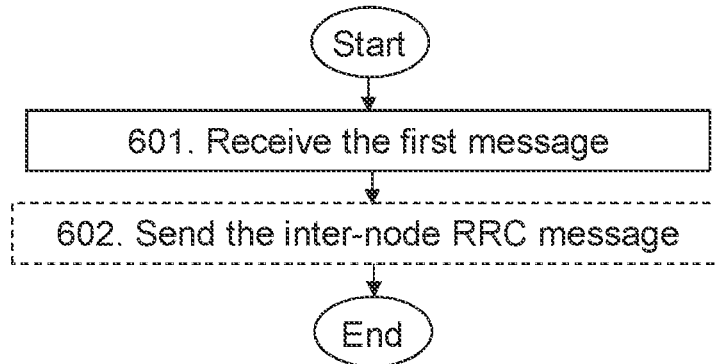 Start
601. Receive the first message
602. Send the inter-node RRC message
End